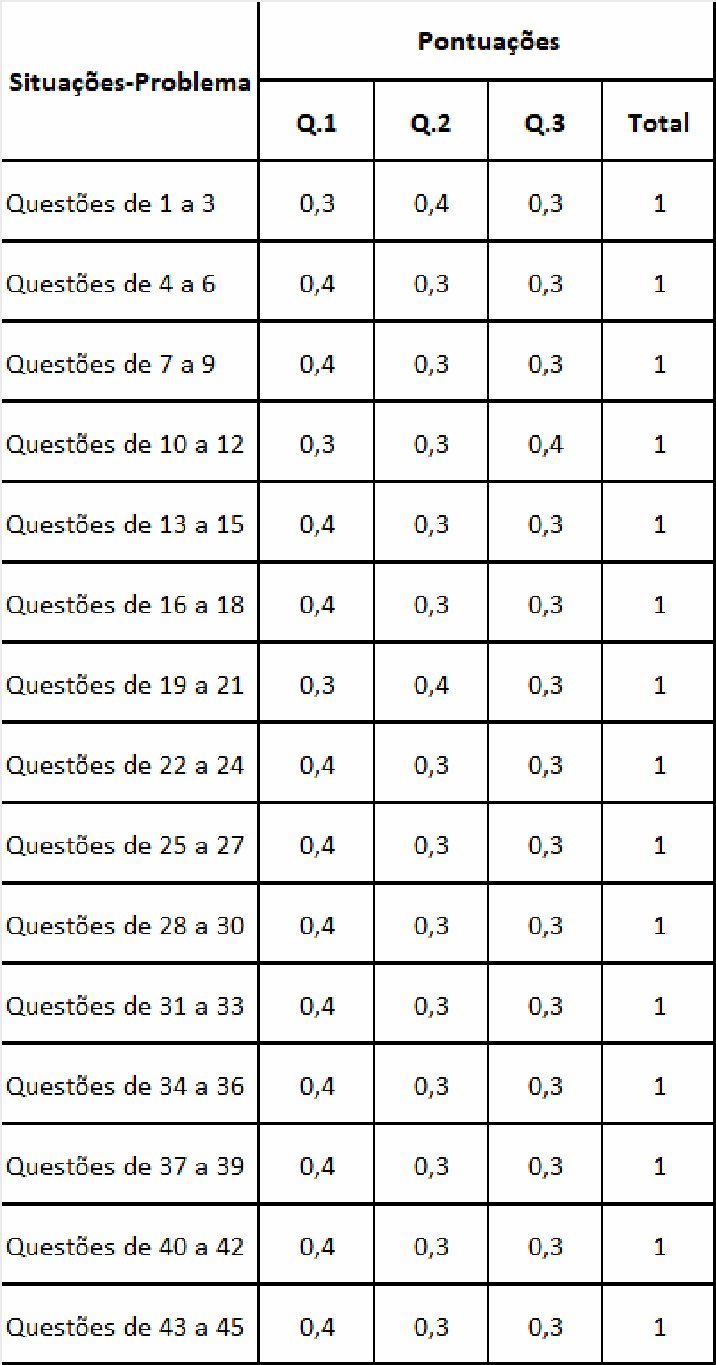 Situações-Problema Pontuações
Q.1 Q.2 Q.3 Total
Questões de 1 a 3 0,3 0,4 0,3 1
Questões de 4 a 6 0,4 0,3 0,3 1
Questões de 7 a 9 0,4 0,3 0,3 1
Questões de 10 a 12 0,3 0,3 0,4 1
Questões de 13 a 15 0,4 0,3 0,3 1
Questões de 16 a 18 0,4 0,3 0,3 1
Questões de 19 a 21 0,3 0,4 0,3 1
Questões de 22 a 24 0,4 0,3 0,3 1
Questões de 25 a 27 0,4 0,3 0,3 1
Questões de 28 a 30 0,4 0,3 0,3 1
Questões de 31 a 33 0,4 0,3 0,3 1
Questões de 34 a 36 0,4 0,3 0,3 1
Questões de 37 a 39 0,4 0,3 0,3 1
Questões de 40 a 42 0,4 0,3 0,3 1
Questões de 43 a 45 0,4 0,3 0,3 1